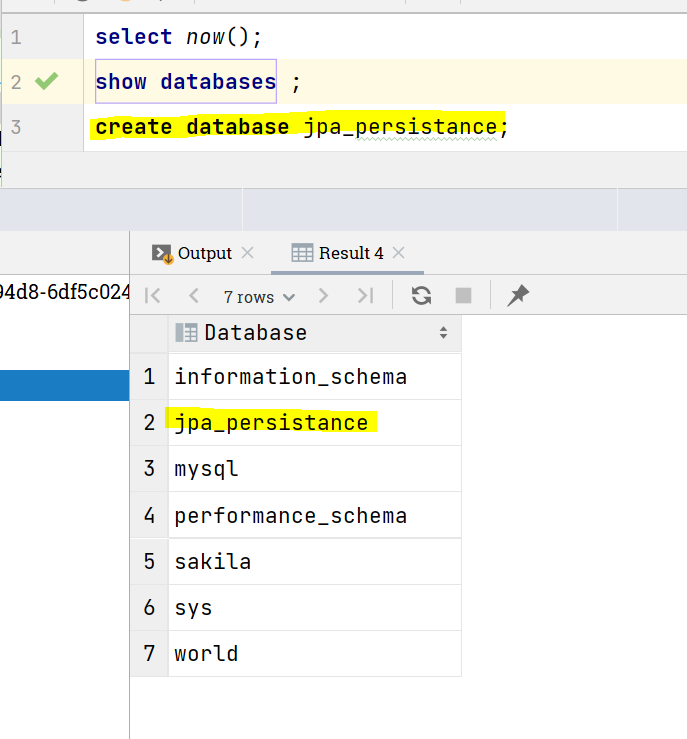 1 select now();
2 show databases ;
3 create database jpa_persistance;
Output Result 4
94d8-6df5c024
7 rows
Database
1 information_schema
2 jpa_persistance
3 mysql
4 performance_schema
5 sakila
6 sys
7 world